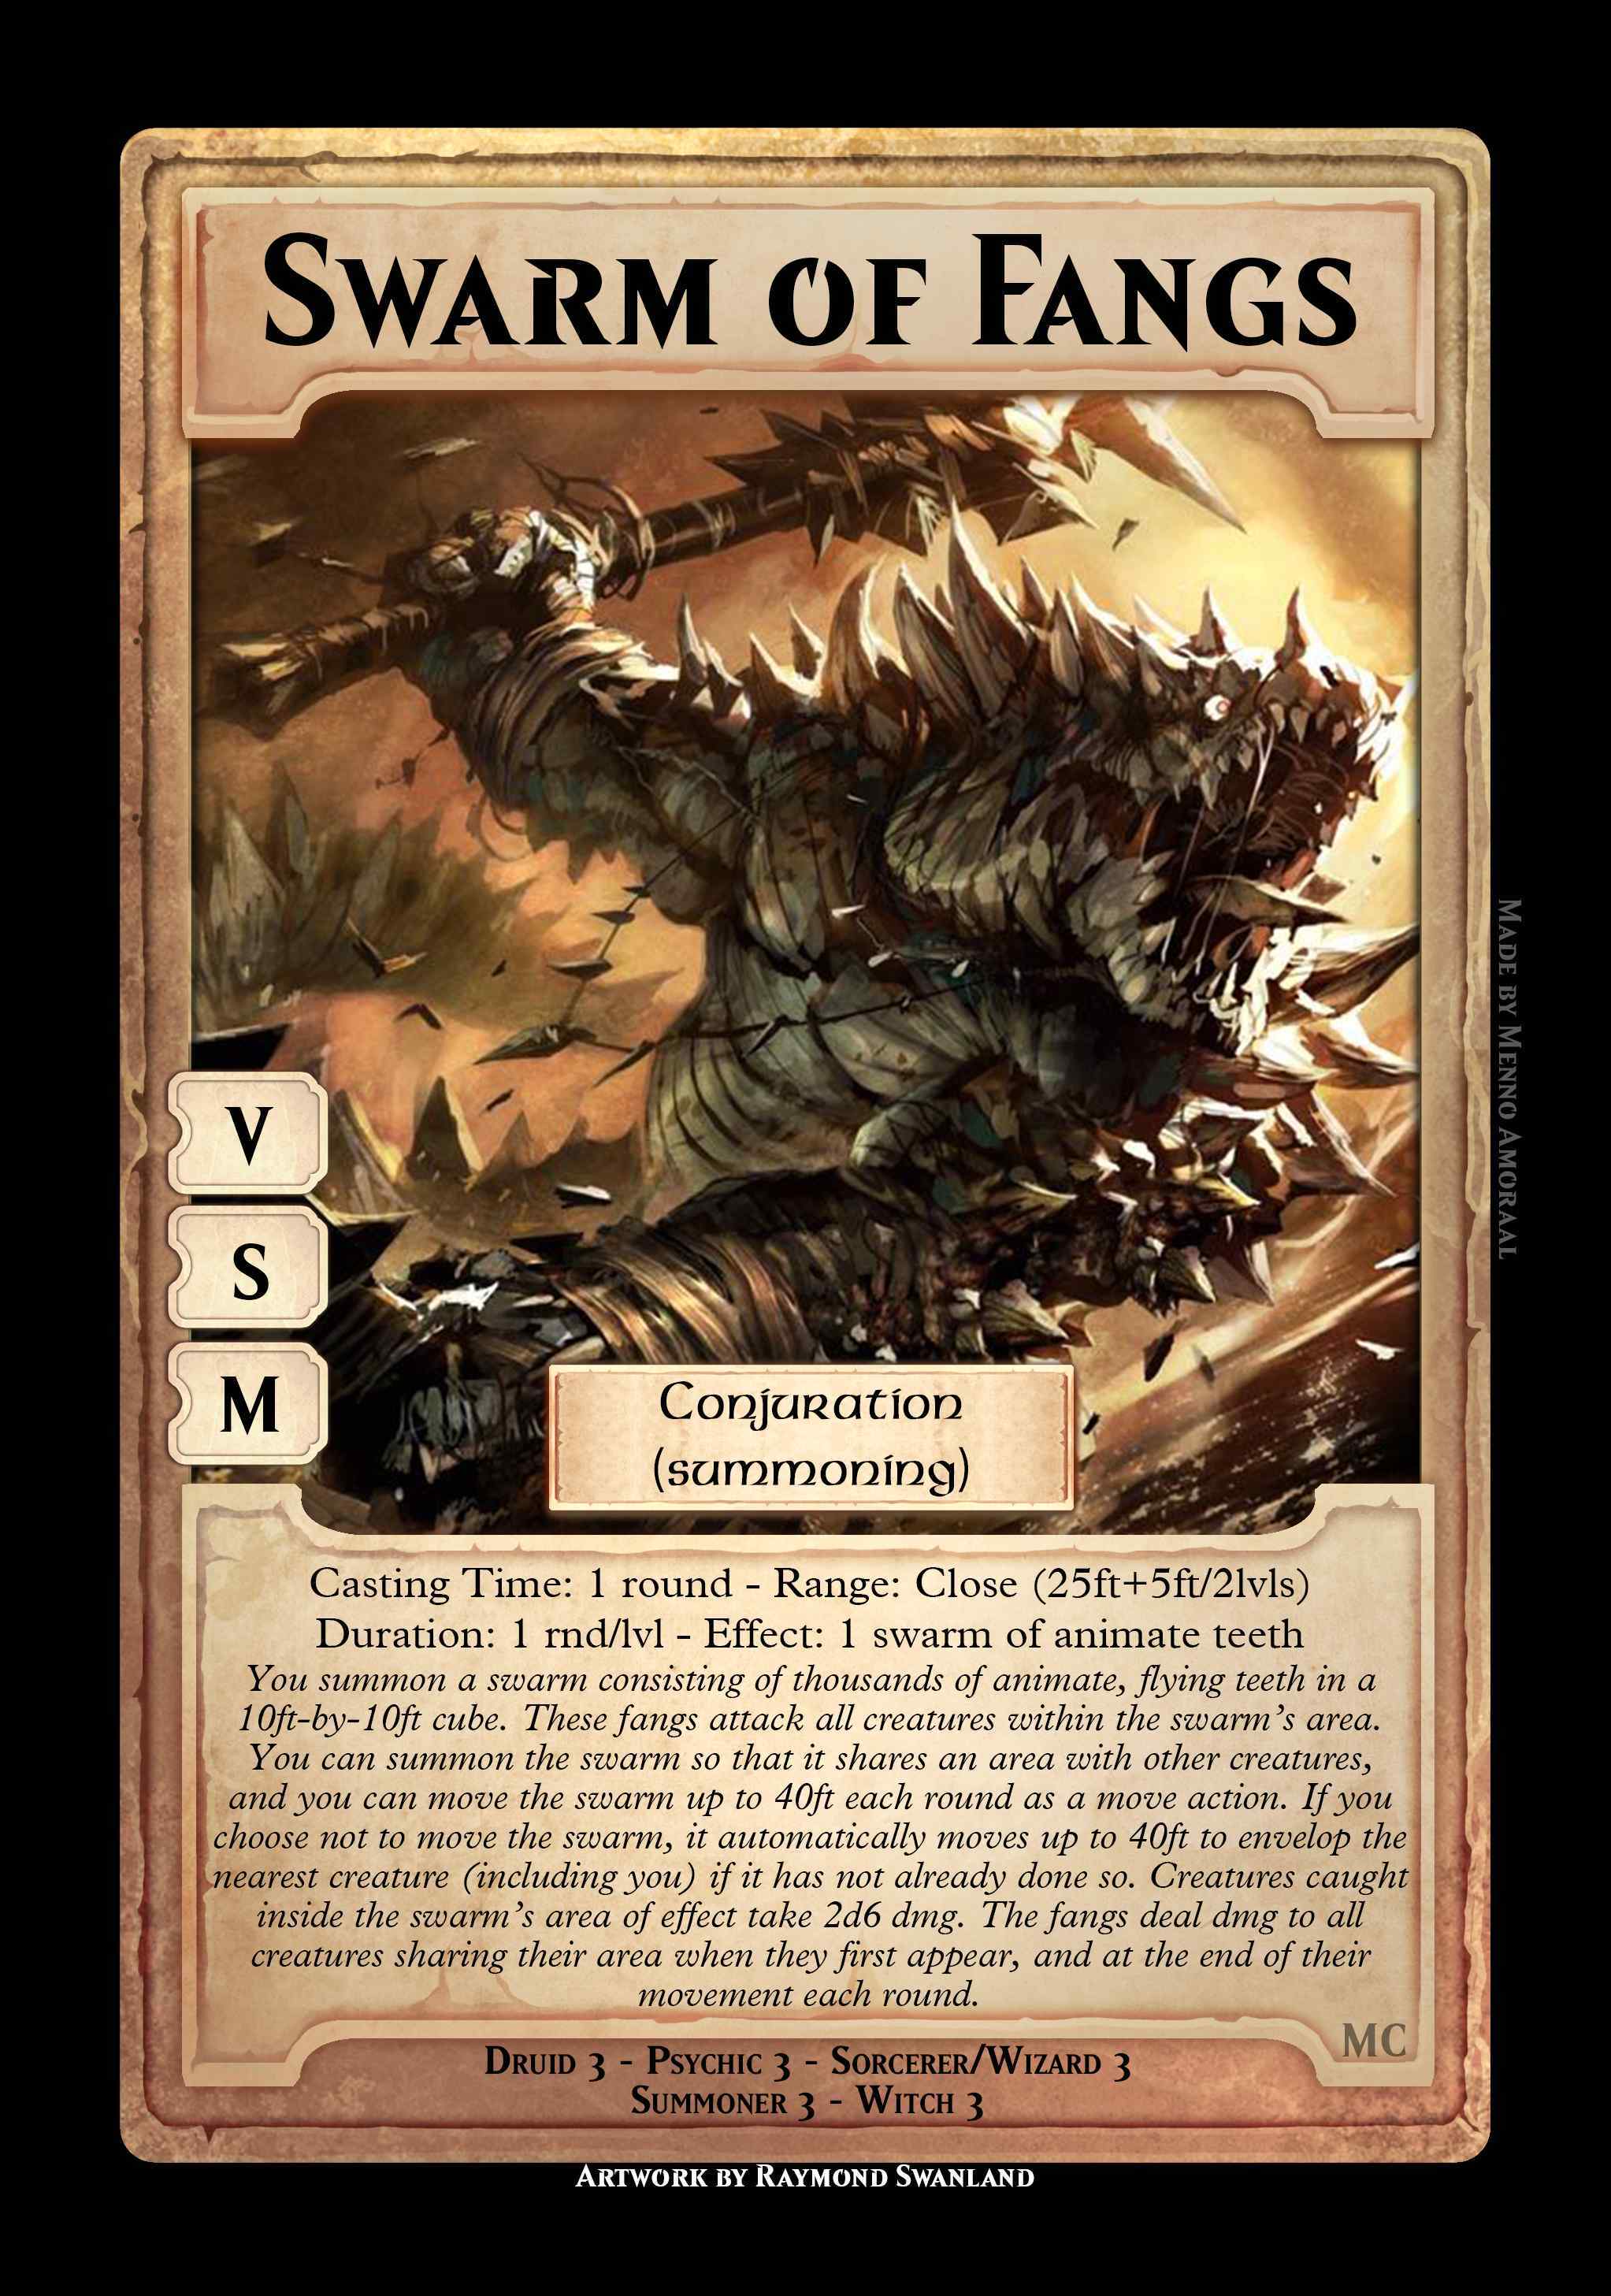 Swarm of Fangs
V
S
M
Conjuration
(summoning)
Casting Time: 1 round - Range: Close (25ft+5ft/2lvls)
Duration: 1 rnd/lvl - Effect: 1 swarm of animate teeth
You summon a swarm consisting of thousands of animate, flying teeth in a
10ft-by-10ft cube. These fangs attack all creatures within the swarm's area.
You can summon the swarm so that it shares an area with other creatures,
and you can move the swarm up to 40ft each round as a move action. If you
choose not to move the swarm, it automatically moves up to 40ft to envelop the
nearest creature (including you) if it has not already done so. Creatures caught
inside the swarm's area of effect take 2d6 dmg. The fangs deal dmg to all
creatures sharing their area when they first appear, and at the end of their
movement each round.
MC
Druid 3 - Psychic 3 - Sorcerer/Wizard 3
Summoner 3 - Witch 3
Artwork by Raymond Swanland
Made by Menno Amoraal